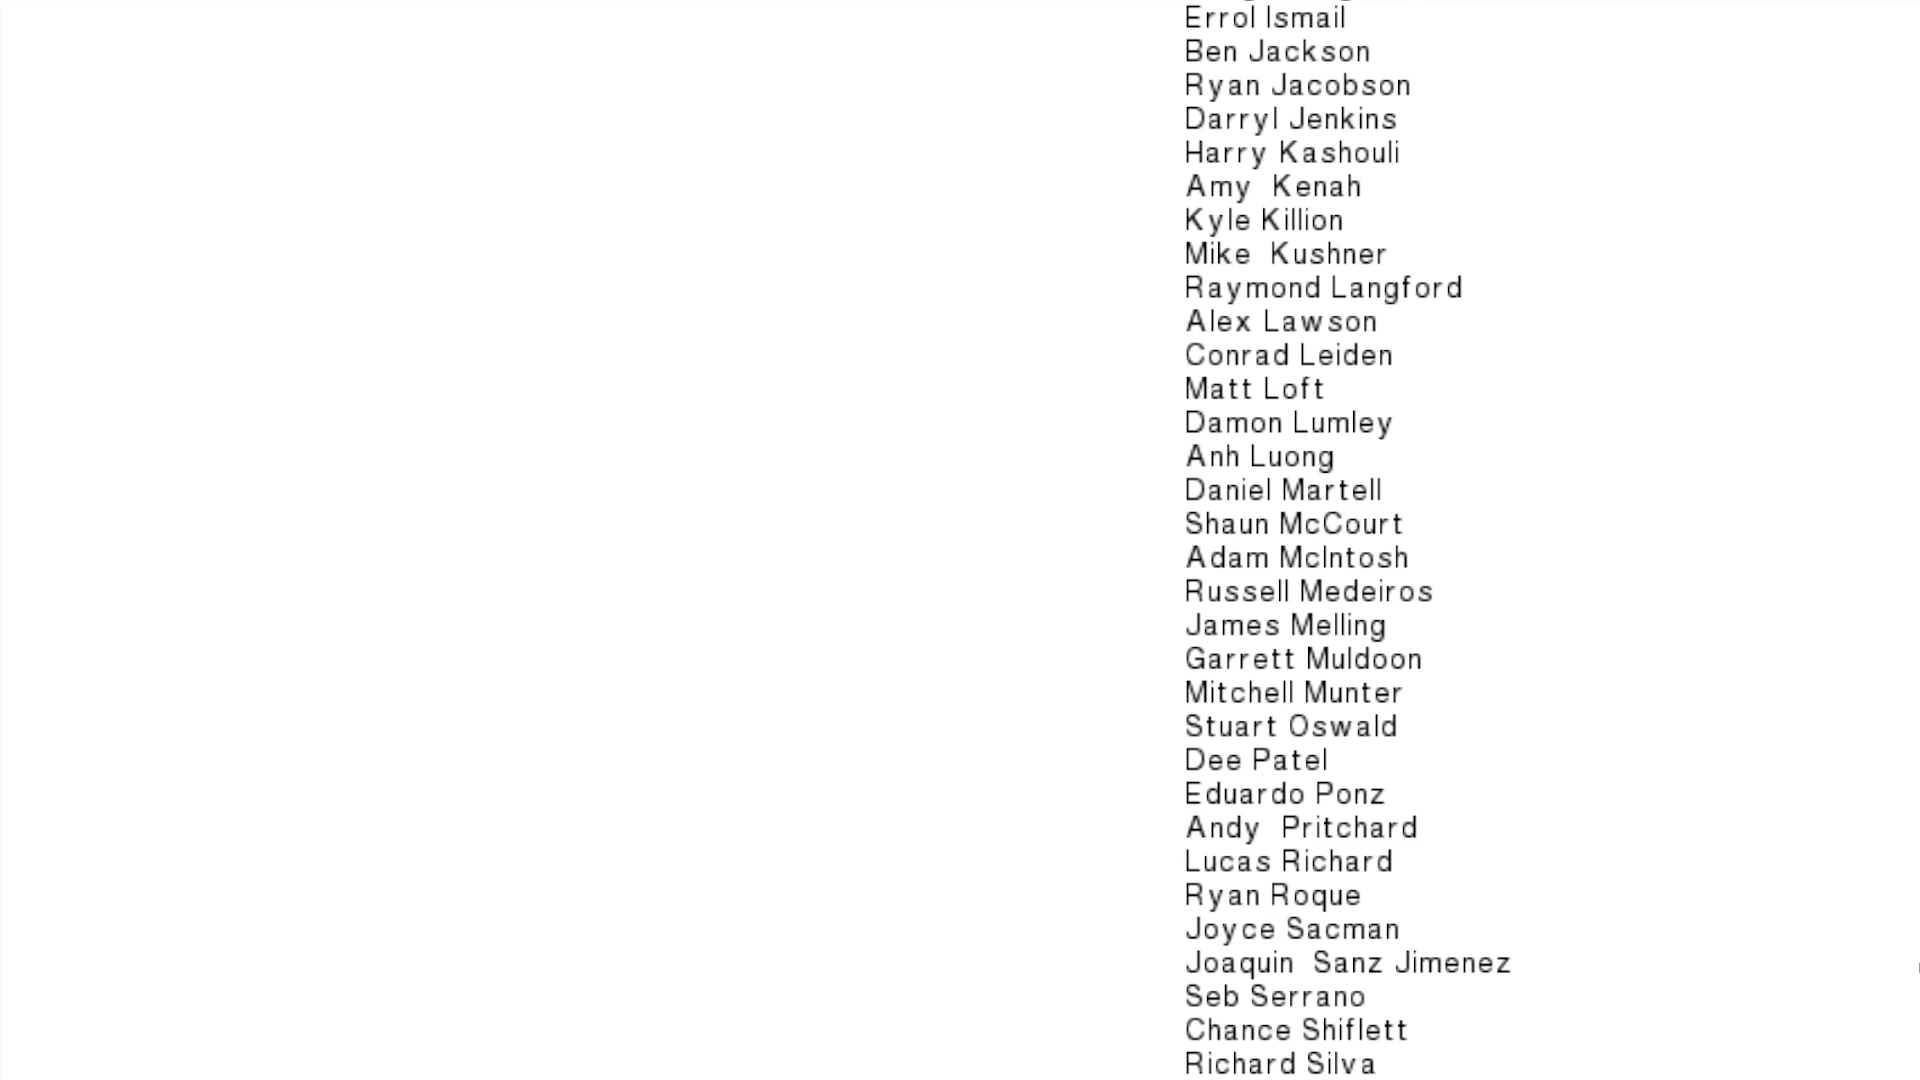 Errol Ismail
Ben Jackson
Ryan Jacobson
Darryl Jenkins
Harry Kashouli
Amy  Kenah
Kyle Killion
Mike  Kushner
Raymond Langford
Alex Lawson
Conrad Leiden
Matt Loft
Damon Lumley
Anh Luong
Daniel Martell
Shaun McCourt
Adam McIntosh
Russell Medeiros
James Melling
Garrett Muldoon
Mitchell Munter
Stuart Oswald
Dee Patel
Eduardo Ponz
Andy  Pritchard
Lucas Richard
Ryan Roque
Joyce Sacman
Joaquin  Sanz Jimenez
Seb Serrano
Chance Shiflett
Richard Silva